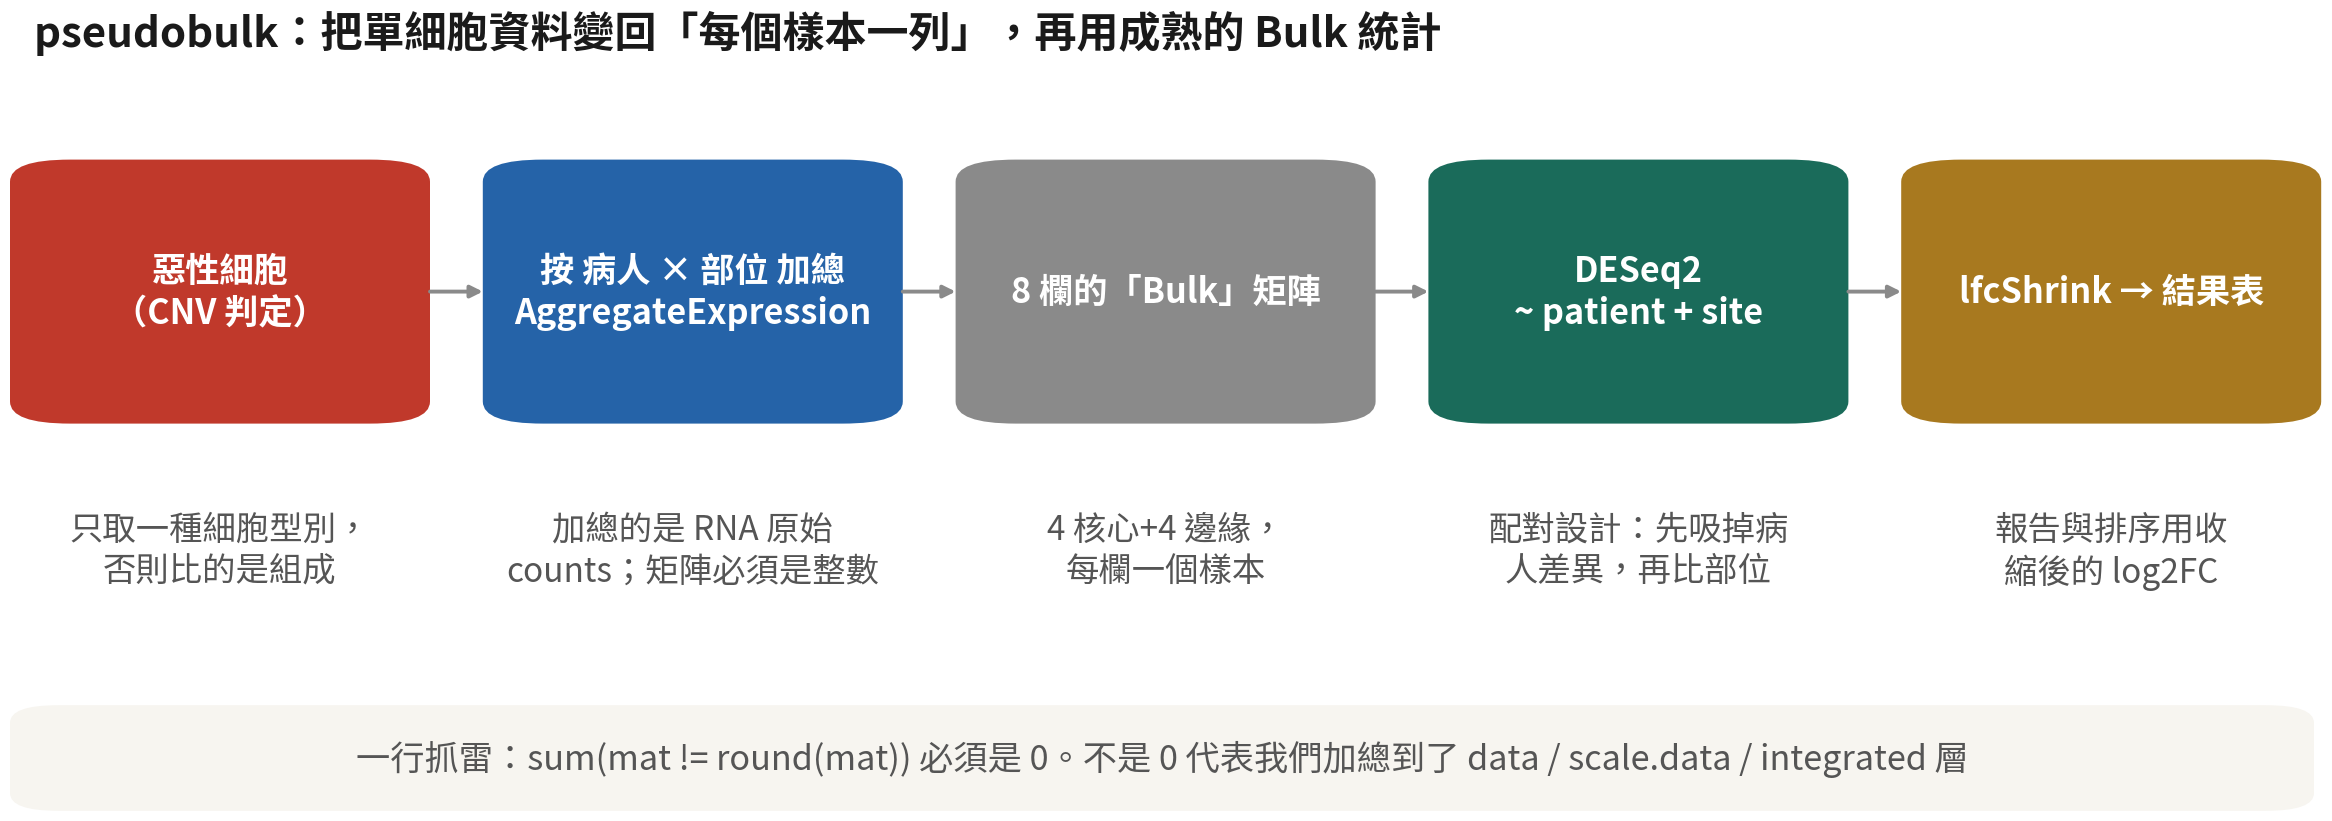 pseudobulk：把單細胞資料變回「每個樣本一列」，再用成熟的 Bulk 統計
惡性細胞
（CNV 判定）
按 病人 × 部位 加總
AggregateExpression
8 欄的「Bulk」矩陣
DESeq2
~ patient + site
lfcShrink → 結果表
只取一種細胞型別，
否則比的是組成
加總的是 RNA 原始
counts；矩陣必須是整數
4 核心+4 邊緣，
每欄一個樣本
配對設計：先吸掉病
人差異，再比部位
報告與排序用收
縮後的 log2FC
一行抓雷：sum(mat != round(mat)) 必須是 0。不是 0 代表我們加總到了 data / scale.data / integrated 層